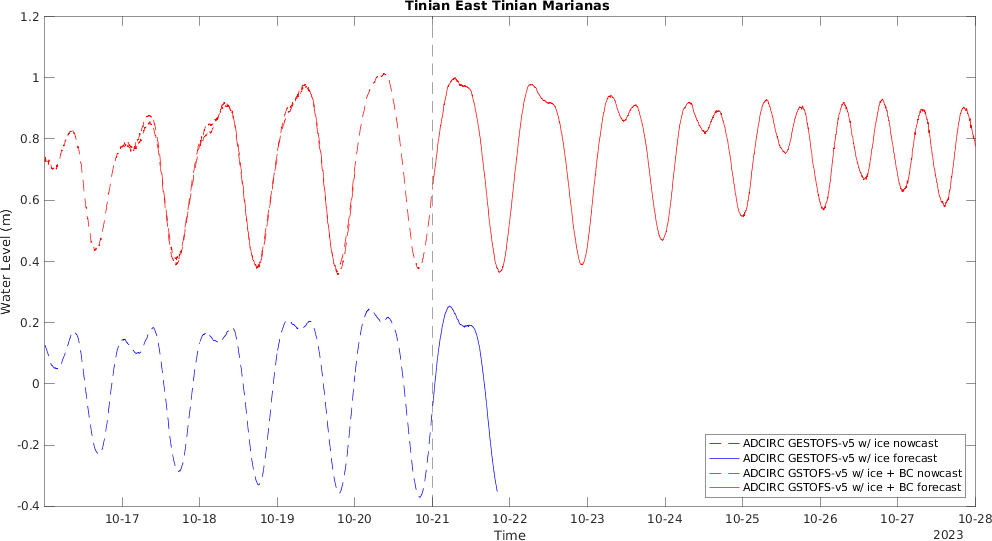 Tinian East Tinian Marianas
1.2
1
0.8
0.6
0.4
0.2
0
-0.2
-0.4
Water Level (m)
ADCIRC GESTOFS-v5 w/ ice nowcast
ADCIRC GESTOFS-v5 w/ ice forecast
ADCIRC GSTOFS-v5 w/ ice + BC nowcast
ADCIRC GSTOFS-v5 w/ ice + BC forecast
10-17 10-18 10-19 10-20 10-21 10-22 10-23 10-24 10-25 10-26 10-27 10-28
Time
2023